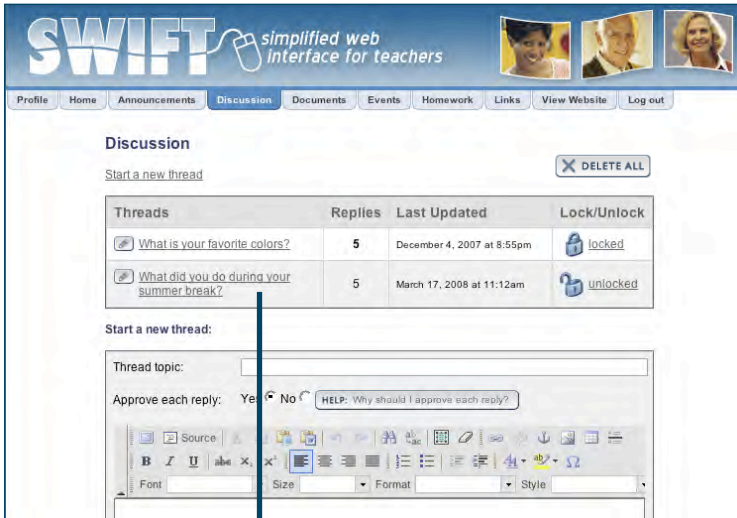 SWIFT simplified web
interface for teachers
Profile Home Announcements Discussion Documents Events Homework Links View Website Log out
Discussion
Start a new thread
DELETE ALL
Threads Replies Last Updated Lock/Unlock
What is your favorite colors? 5 December 4, 2007 at 8:55pm locked
What did you do during your
summer break? 5 March 17, 2008 at 11:12am unlocked
Start a new thread:
Thread topic:
Approve each reply: Yes No HELP: Why should I approve each reply?
Source
B I U abc X₂ X²
Font Size Format Style